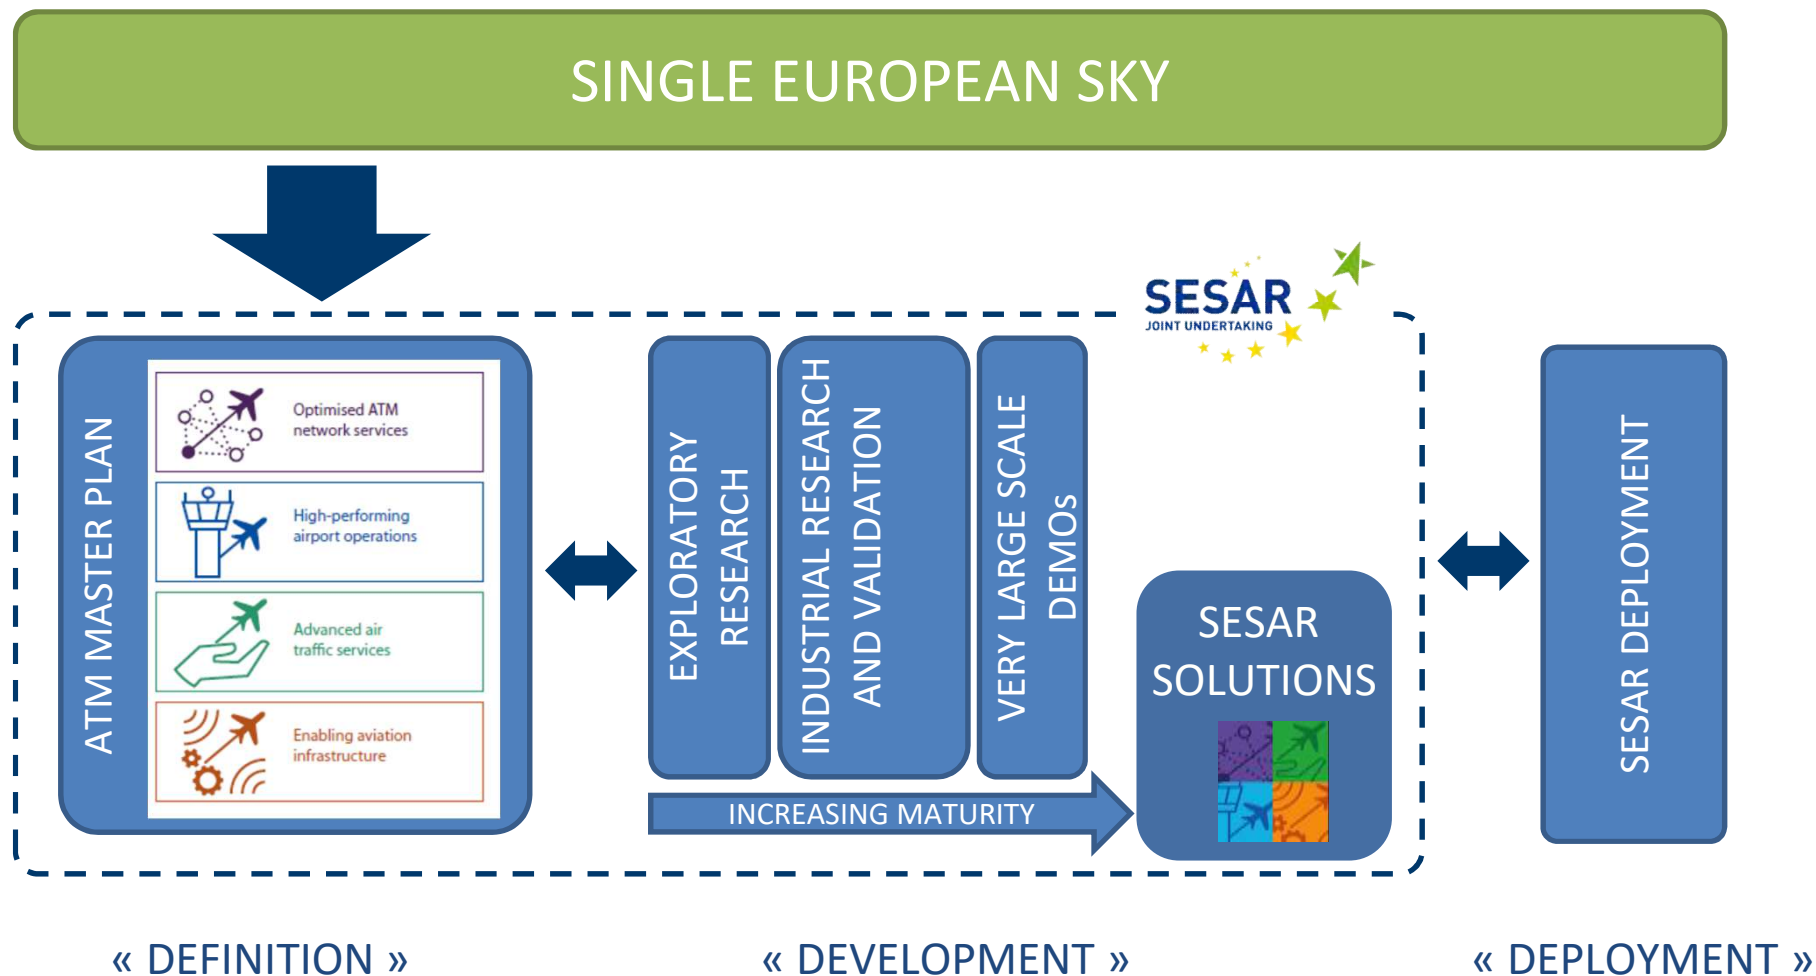 SINGLE EUROPEAN SKY
SESAR
JOINT UNDERTAKING
ATM MASTER PLAN
Optimised ATM
network services
High-performing
airport operations
Advanced air
traffic services
Enabling aviation
infrastructure
EXPLORATORY
RESEARCH
INDUSTRIAL RESEARCH
AND VALIDATION
VERY LARGE SCALE
DEMOs
INCREASING MATURITY
SESAR
SOLUTIONS
SESAR DEPLOYMENT
« DEFINITION »
« DEVELOPMENT »
« DEPLOYMENT »